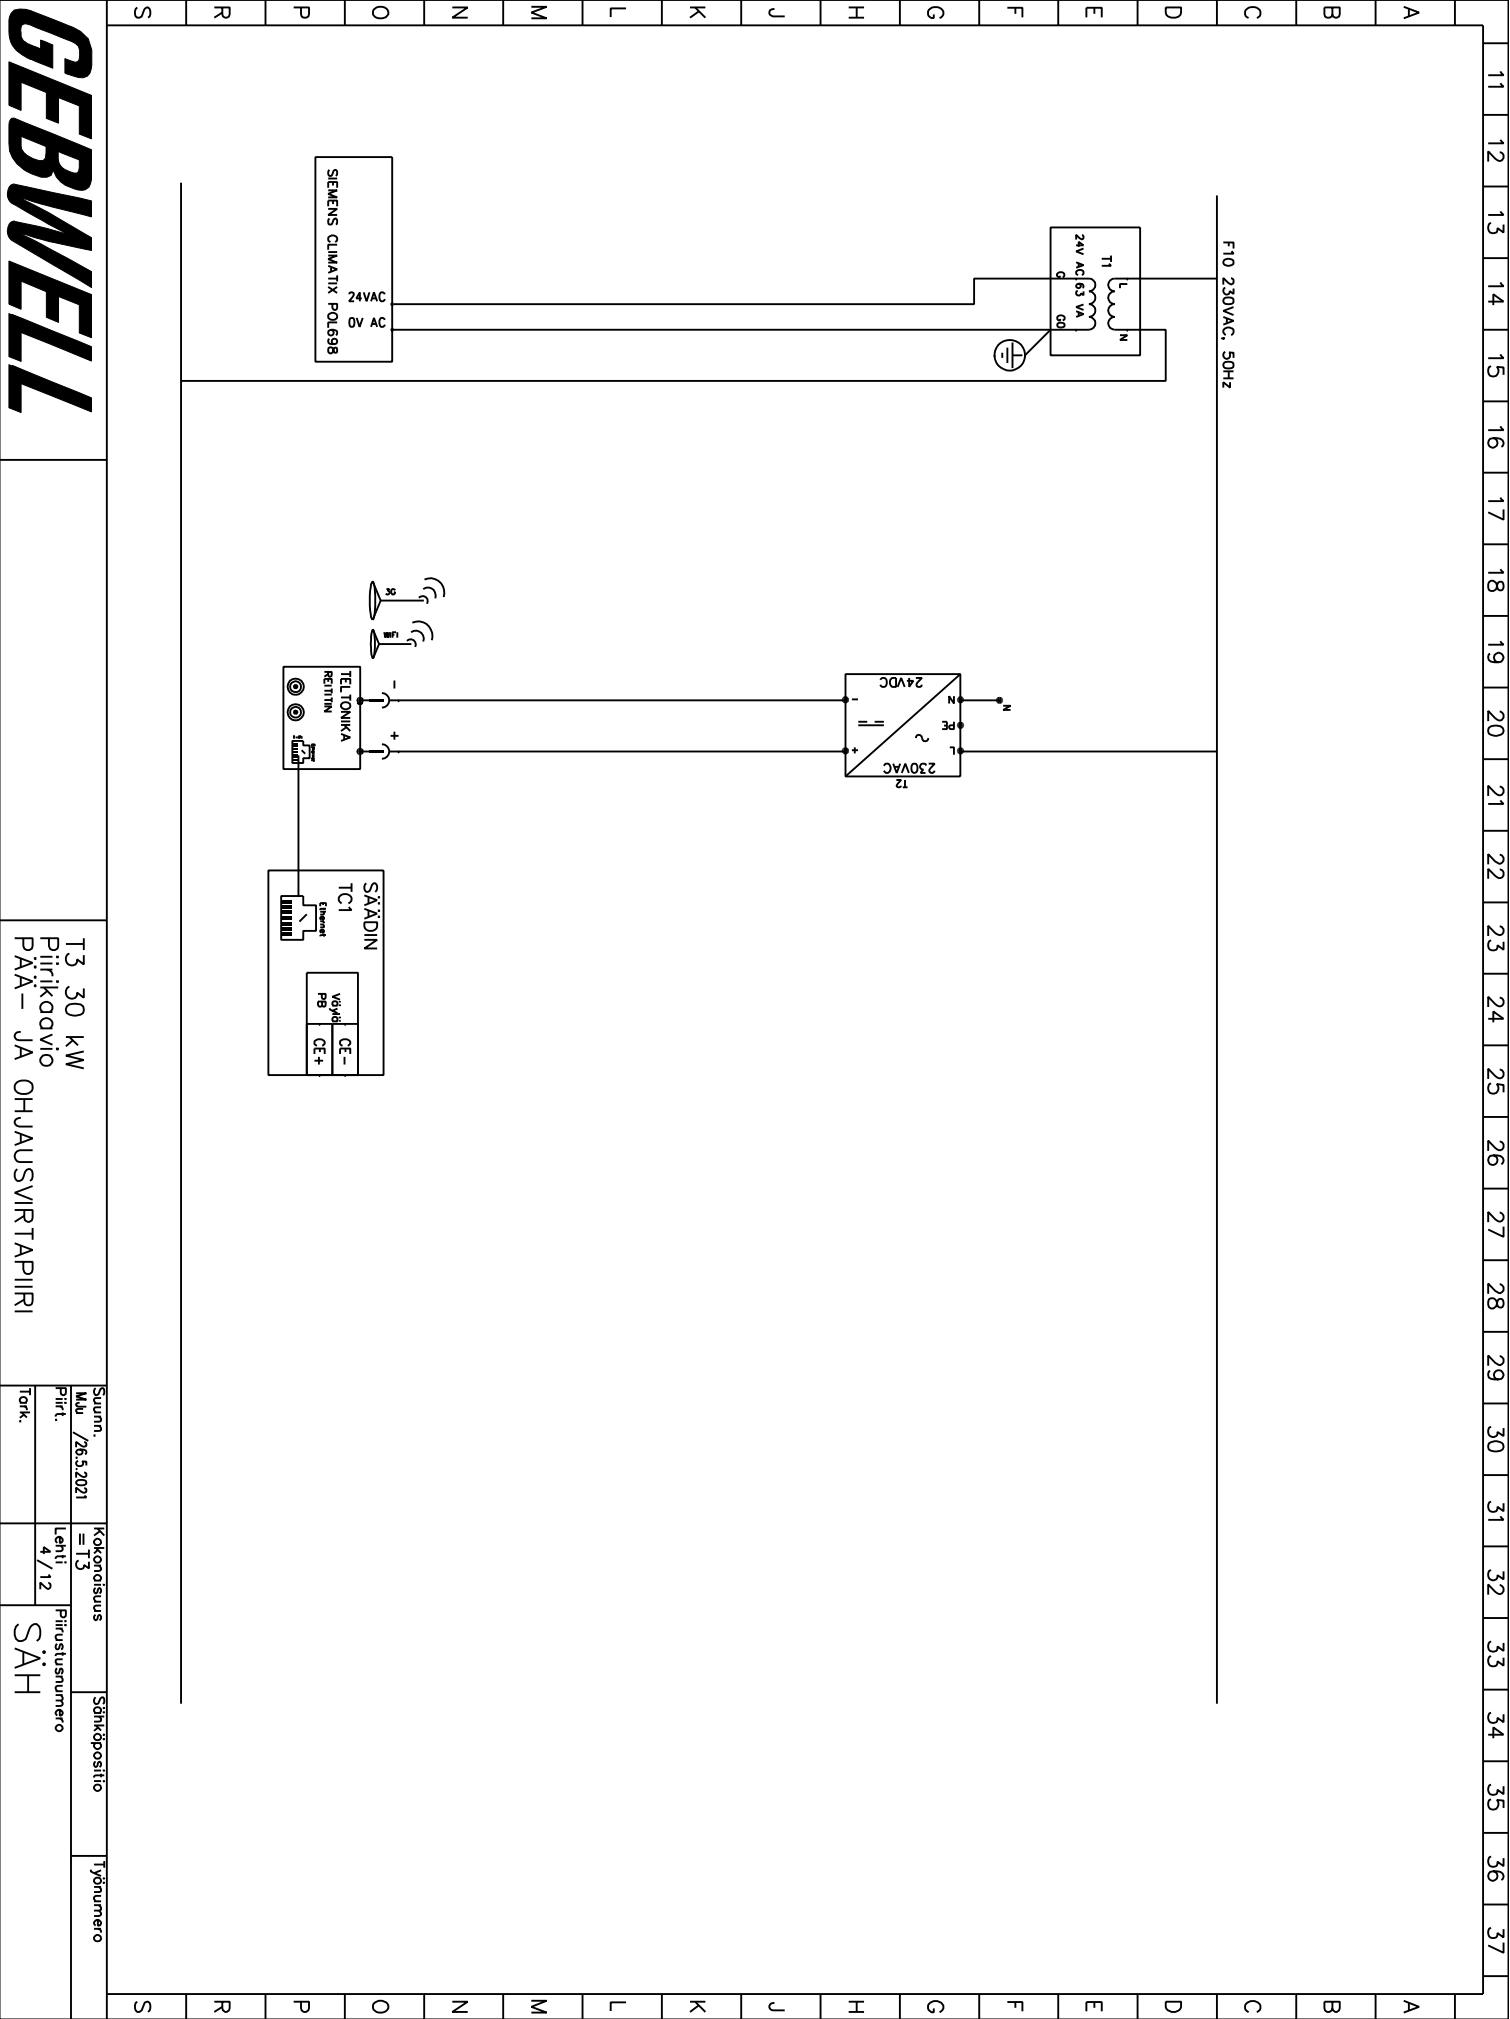 11 12 13 14 15 16 17 18 19 20 21 22 23 24 25 26 27 28 29 30 31 32 33 34 35 36 37
A A
B B
C C
D D
E E
F F
G G
H H
J J
K K
L L
M M
N N
O O
P P
R R
S S
F10 230VAC, 50Hz
L N
T1
24V AC 63 VA
G G0
24VAC
0V AC
SIEMENS CLIMATIX POL698
N
N PE L
230VAC
24VDC
T2
- +
3G
WIFI
- +
TELTONIKA
REITITIN
SÄÄDIN
TC1
Ethernet
Väylä
PB
CE-
CE+
GEBWELL
T3 30 kW
Piirikaavio
PÄÄ- JA OHJAUSVIRTAPIIRI
Suunn.
MJu /26.5.2021
Piirt.
Tark.
Kokonaisuus
=T3
Lehti
4/12
Sähköpositio
Työnumero
Piirustusnumero
SÄH